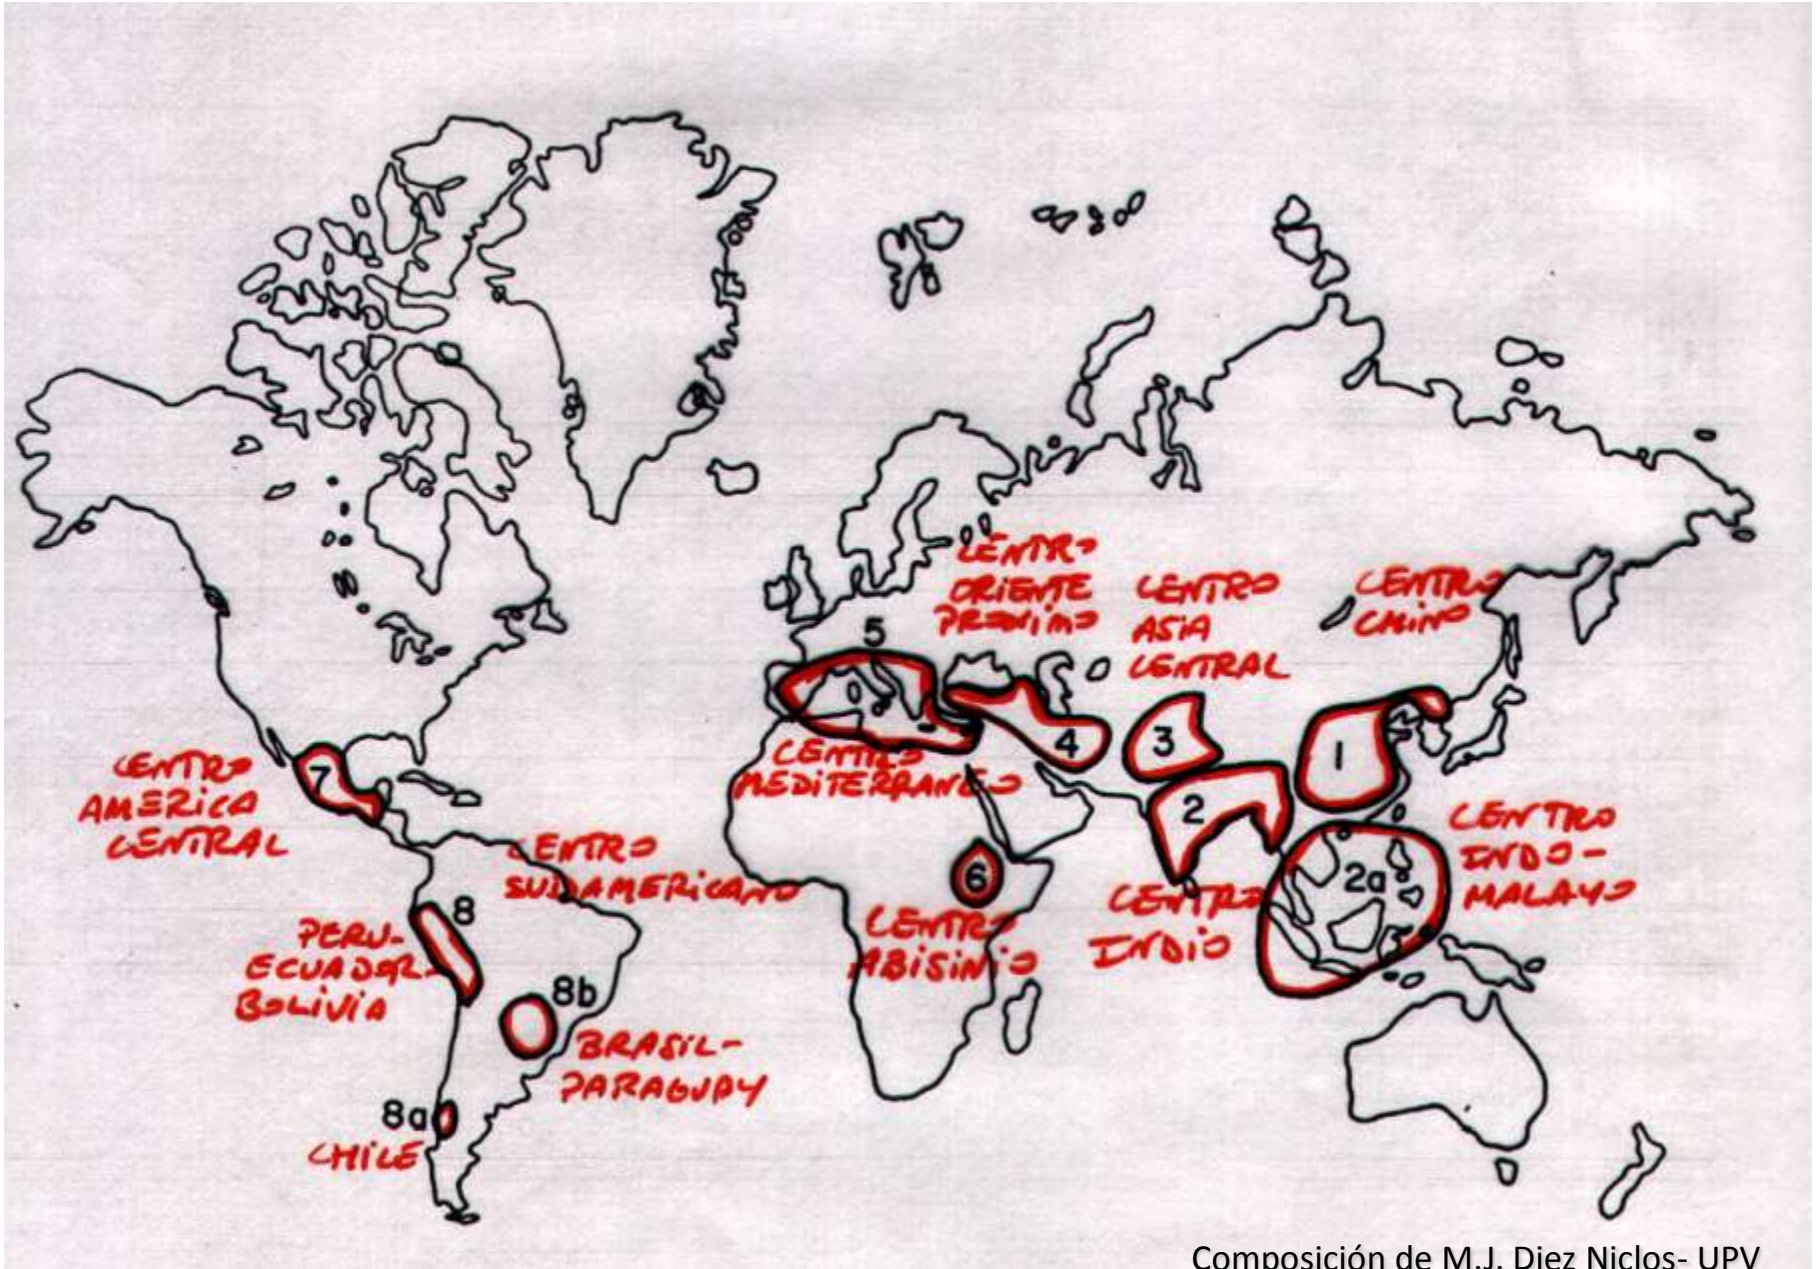 CENTRO
ORIENTE
PROXIMO
CENTRO
ASIA
CENTRAL
CENTRO
CHINO
5
4
3
1
2
CENTRO
MEDITERRANEO
CENTRO
AMERICA
CENTRAL
7
CENTRO
SUDAMERICANO
6
CENTRO
ABISINIO
CENTRO
INDIO
2a
CENTRO
INDO-
MALAYO
8
PERU-
ECUADOR-
BOLIVIA
8b
BRASIL-
PARAGUAY
8a
CHILE
Composición de M.J. Diez Niclos- UPV